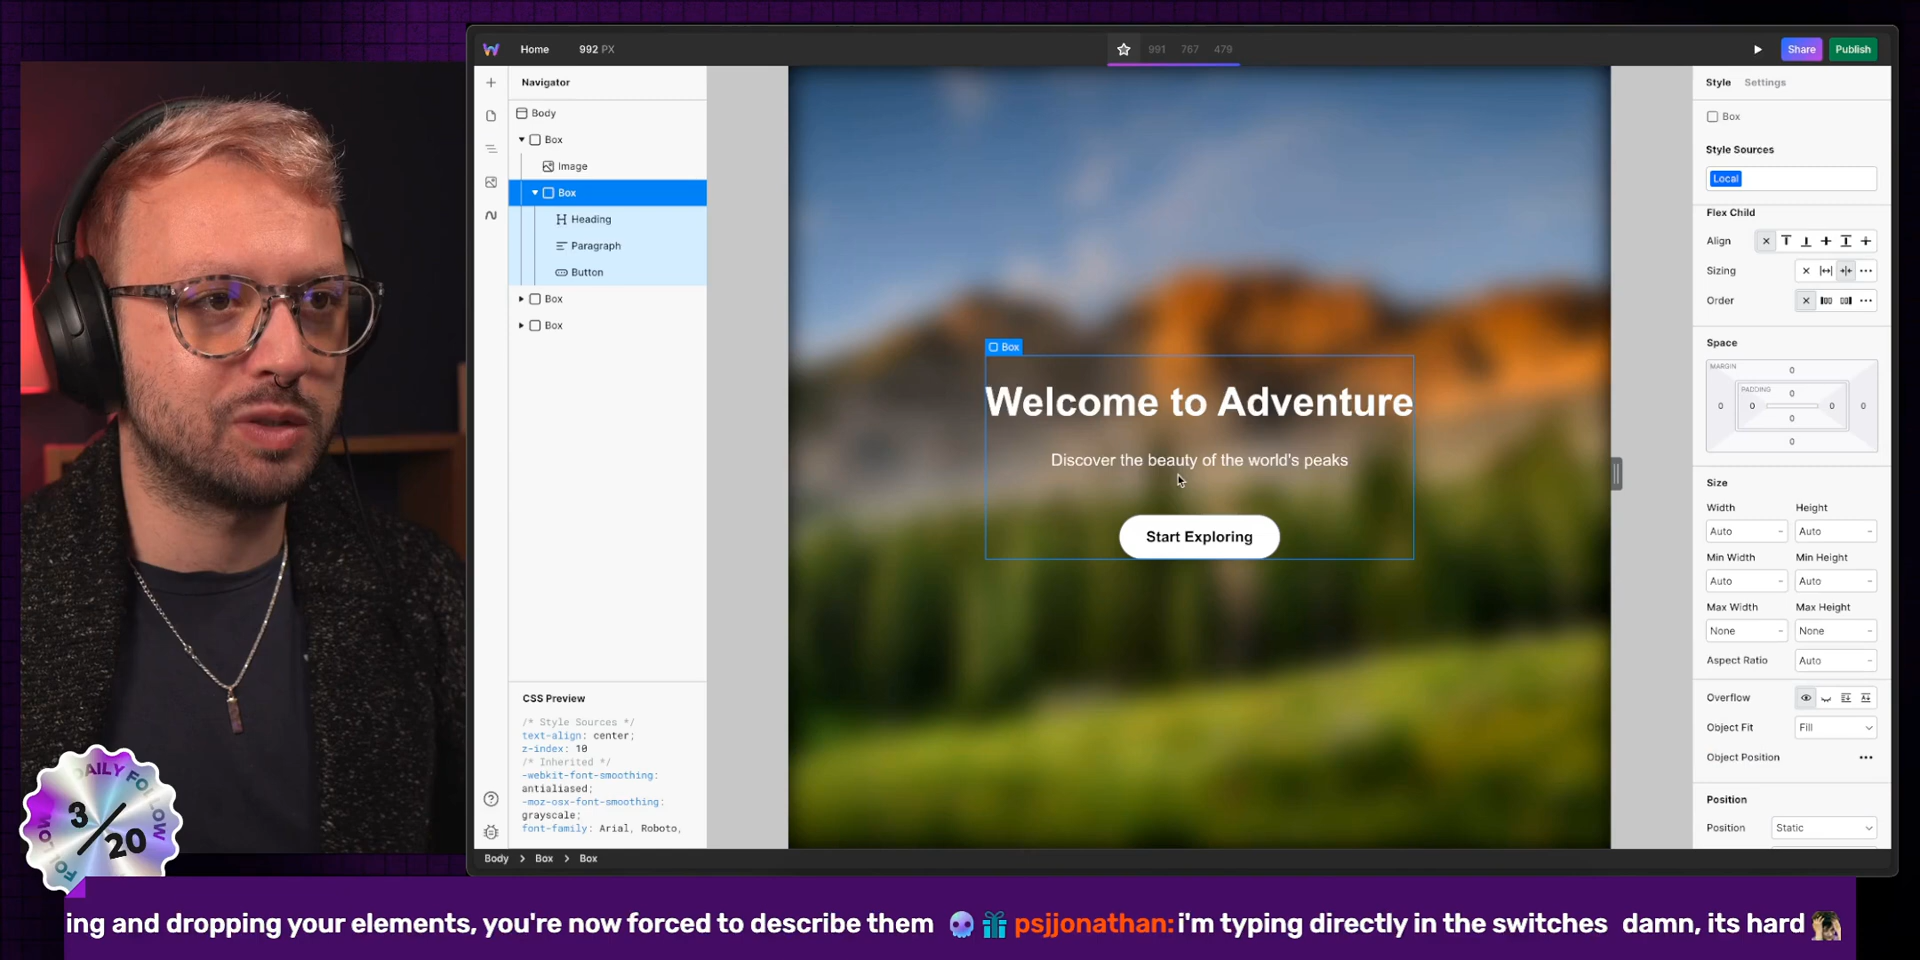 Home 992 PX
991 767 479
Share Publish
Navigator
Body
Box
Image
Box
Heading
Paragraph
Button
Box
Box
CSS Preview
/* Style Sources */
text-align: center;
z-index: 10
/* Inherited */
-webkit-font-smoothing:
antialiased;
-moz-osx-font-smoothing:
grayscale;
font-family: Arial, Roboto,
Body > Box > Box
Box
Welcome to Adventure
Discover the beauty of the world's peaks
Start Exploring
Style Settings
Box
Style Sources
Local
Flex Child
Align
Sizing
Order
Space
MARGIN
0
PADDING
0
0 0 0 0
0
0
Size
Width Height
Auto Auto
Min Width Min Height
Auto Auto
Max Width Max Height
None None
Aspect Ratio Auto
Overflow
Object Fit Fill
Object Position
Position
Position Static
DAILY FOLLOW
3/20
FOLLOW
ing and dropping your elements, you're now forced to describe them psjjonathan: i'm typing directly in the switches damn, its hard